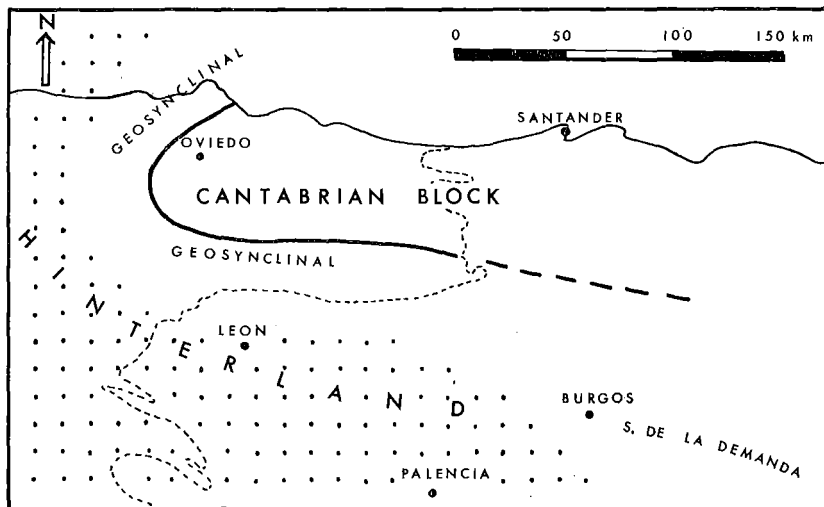 N
0 50 100 150 km
GEOSYNCLINAL
SANTANDER
OVIEDO
CANTABRIAN BLOCK
GEOSYNCLINAL
HINTERLAND
LEON
BURGOS
S. DE LA DEMANDA
PALENCIA